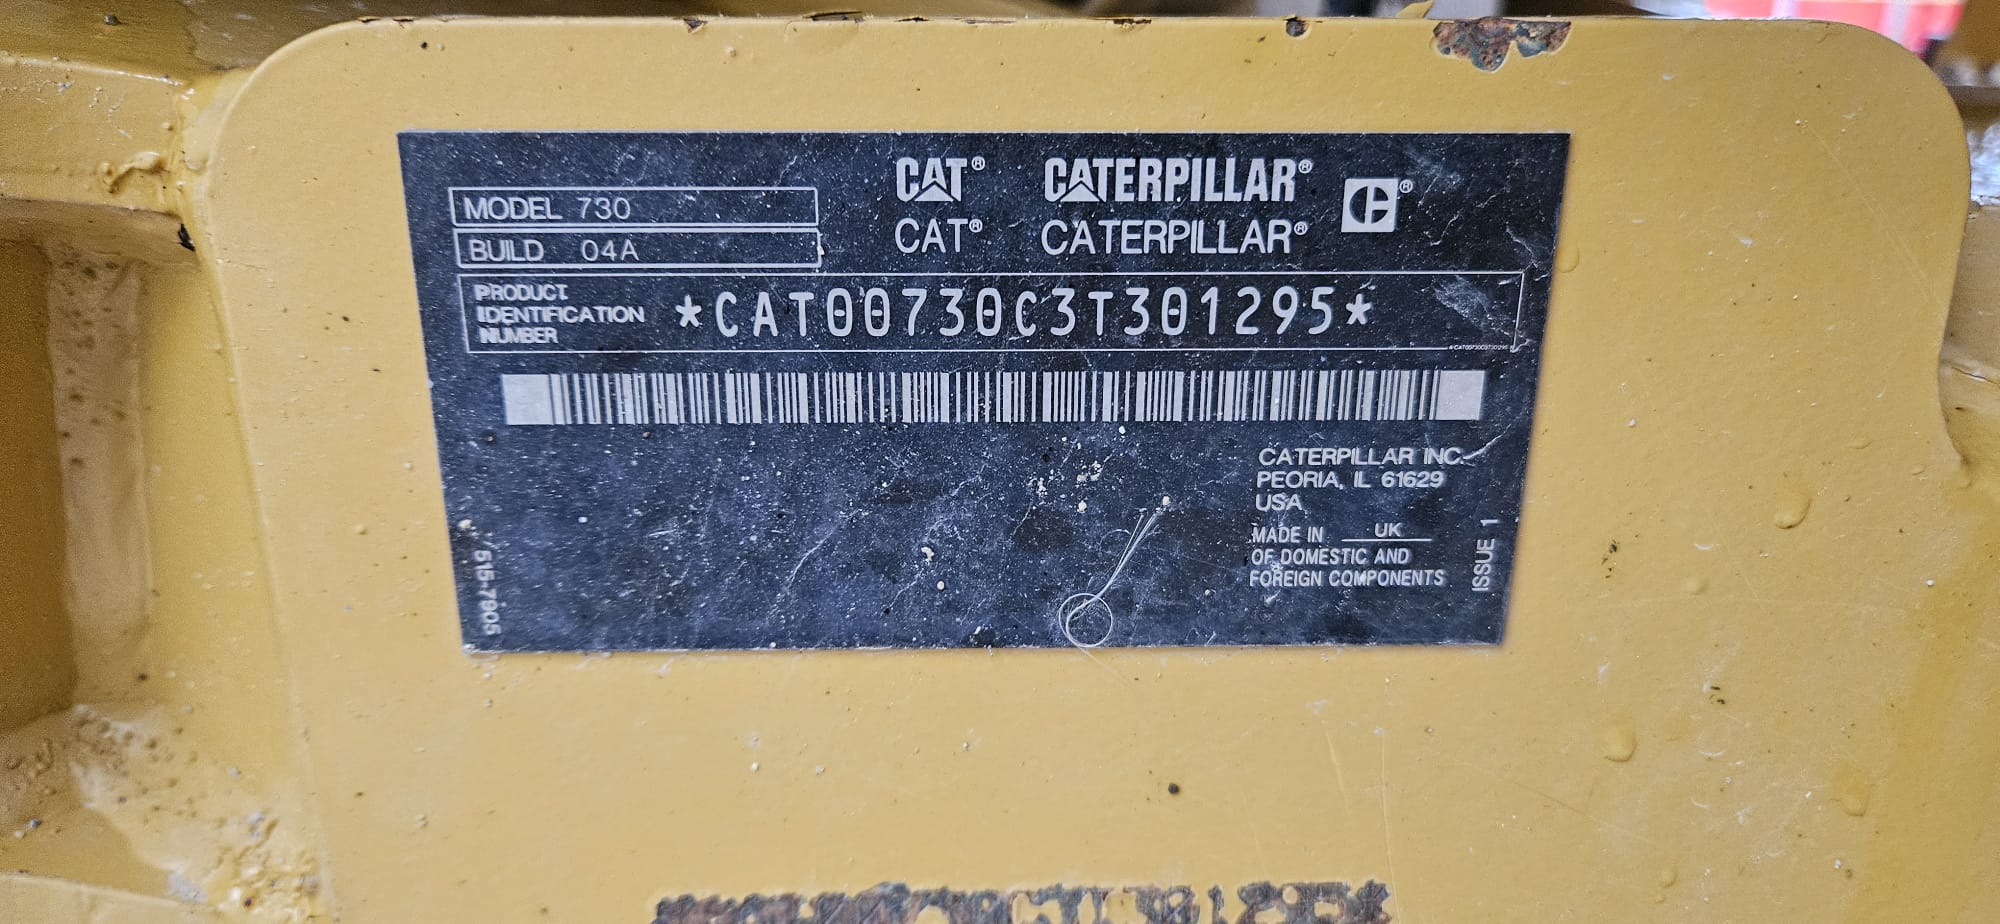 CAT® CATERPILLAR®
CAT® CATERPILLAR®
MODEL 730
BUILD 04A
PRODUCT
IDENTIFICATION
NUMBER
*CAT00730C3T301295*
CATERPILLAR INC.
PEORIA, IL 61629
USA
MADE IN UK
OF DOMESTIC AND
FOREIGN COMPONENTS
ISSUE 1
515-7905